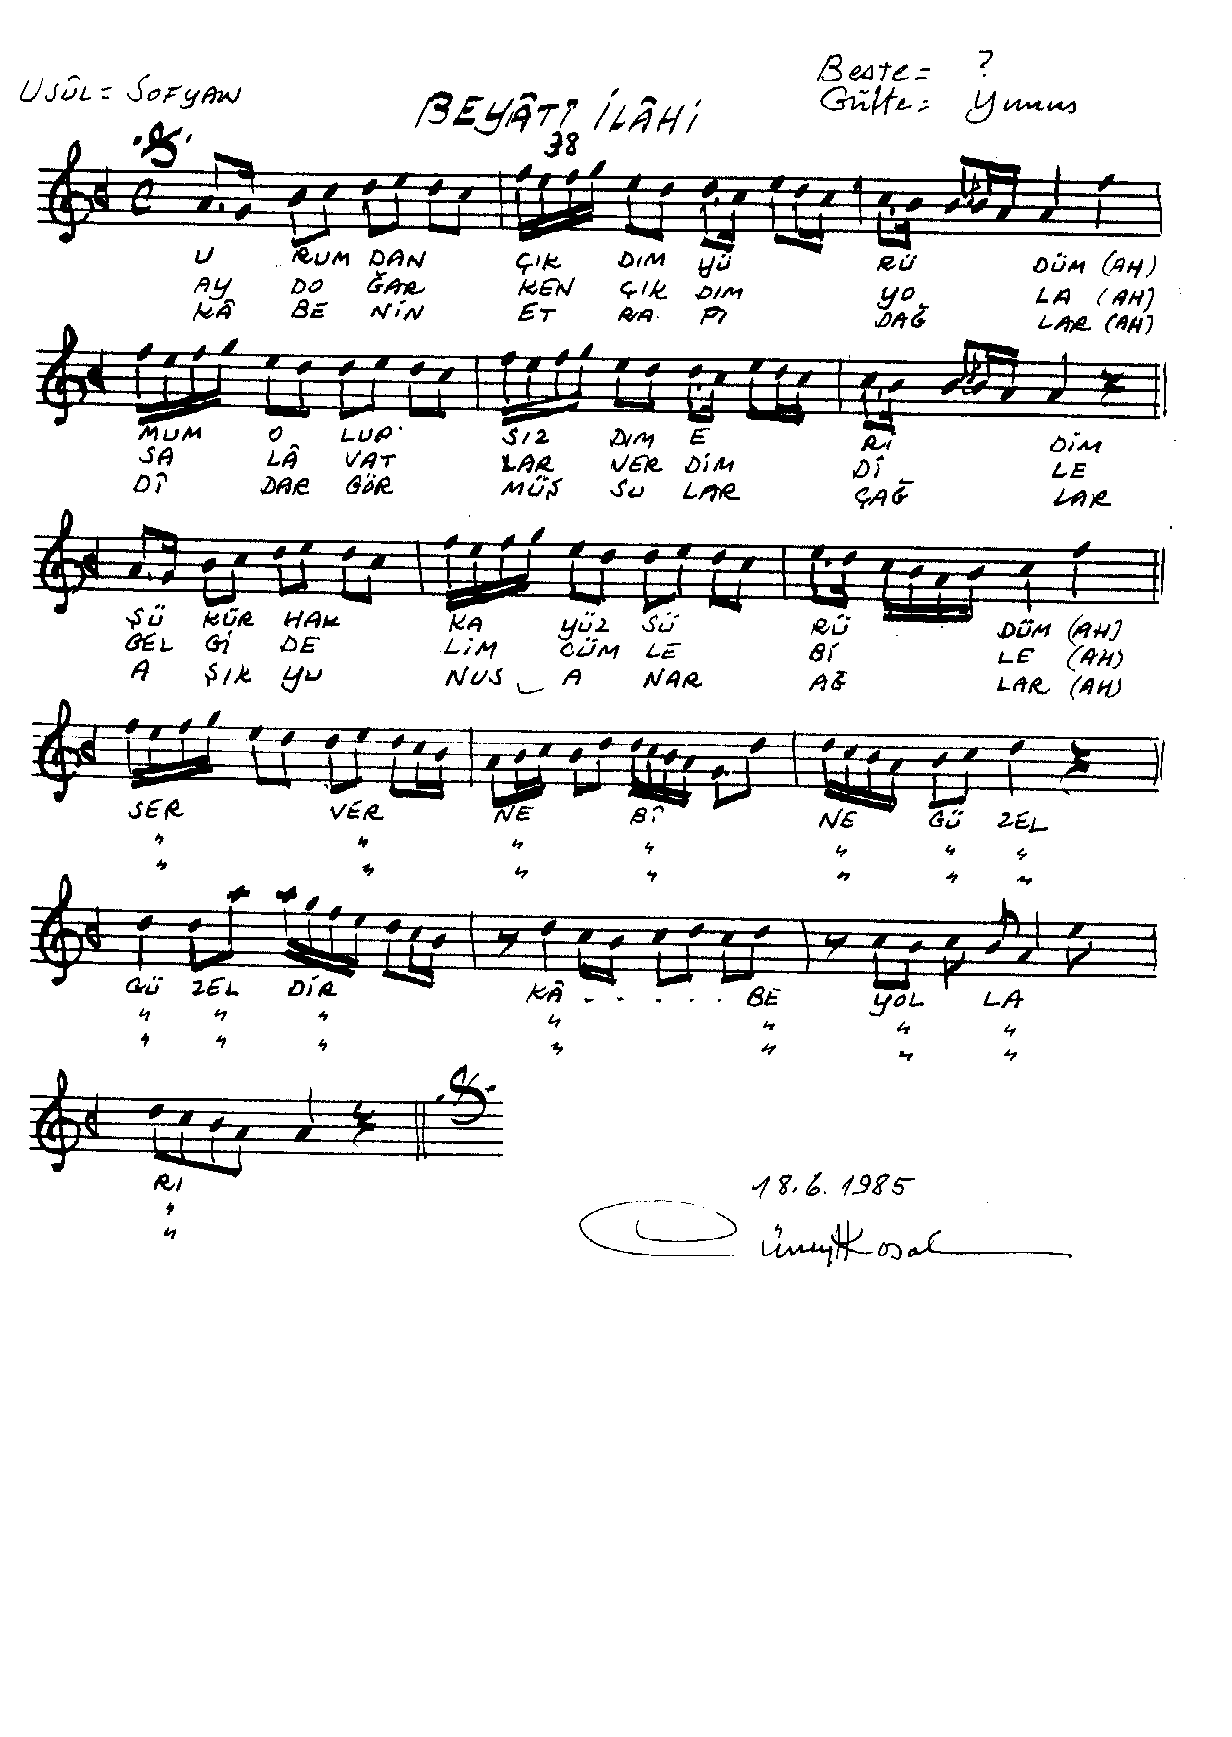 Beste = ?
Usûl = SOFYAN
Güfte = Yunus
BEYÂTÎ İLÂHİ
38
U RUM DAN ÇIK DIM YÜ RÜ DÜM (AH)
AY DO ĞAR KEN ÇIK DIM YO LA (AH)
KÂ BE NİN ET RA FI DAĞ LAR (AH)
MUM O LUP SIZ DIM E Rİ DİM
SA LÂ VAT LAR VER DİM DÎ LE
DÎ DAR GÖR MÜŞ SU LAR ÇAĞ LAR
ŞÜ KÜR HAK KA YÜZ SÜ RÜ DÜM (AH)
GEL Gİ DE LİM CÜM LE Bİ LE (AH)
A ŞIK YU NUS A NAR AĞ LAR (AH)
SER VER NE BÎ NE GÜ ZEL
" " " " " " "
" " " " " " "
GÜ ZEL DİR KÂ . . . . . . BE YOL LA
" " " " " " "
" " " " " " "
RI
"
"
18.6.1985
Cüneyt Kosal